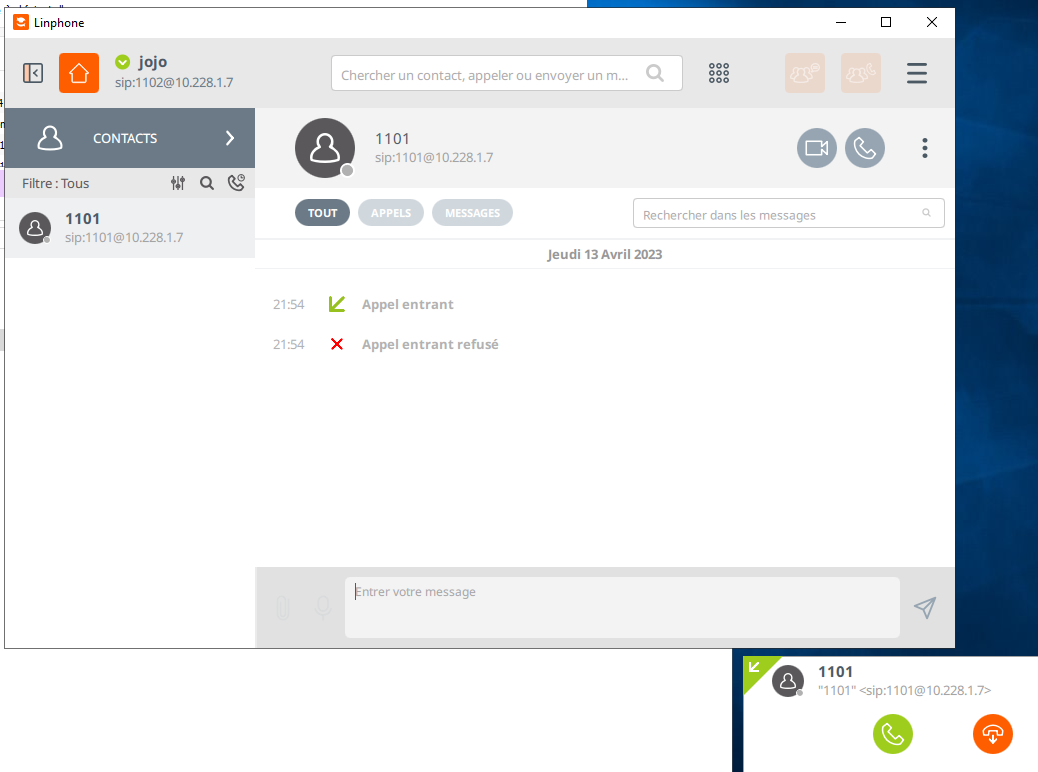 Linphone
jojo
sip:1102@10.228.1.7
Chercher un contact, appeler ou envoyer un m...
CONTACTS
Filtre : Tous
1101
sip:1101@10.228.1.7
1101
sip:1101@10.228.1.7
TOUT
APPELS
MESSAGES
Rechercher dans les messages
Jeudi 13 Avril 2023
21:54 Appel entrant
21:54 Appel entrant refusé
Entrer votre message
1101
"1101" <sip:1101@10.228.1.7>